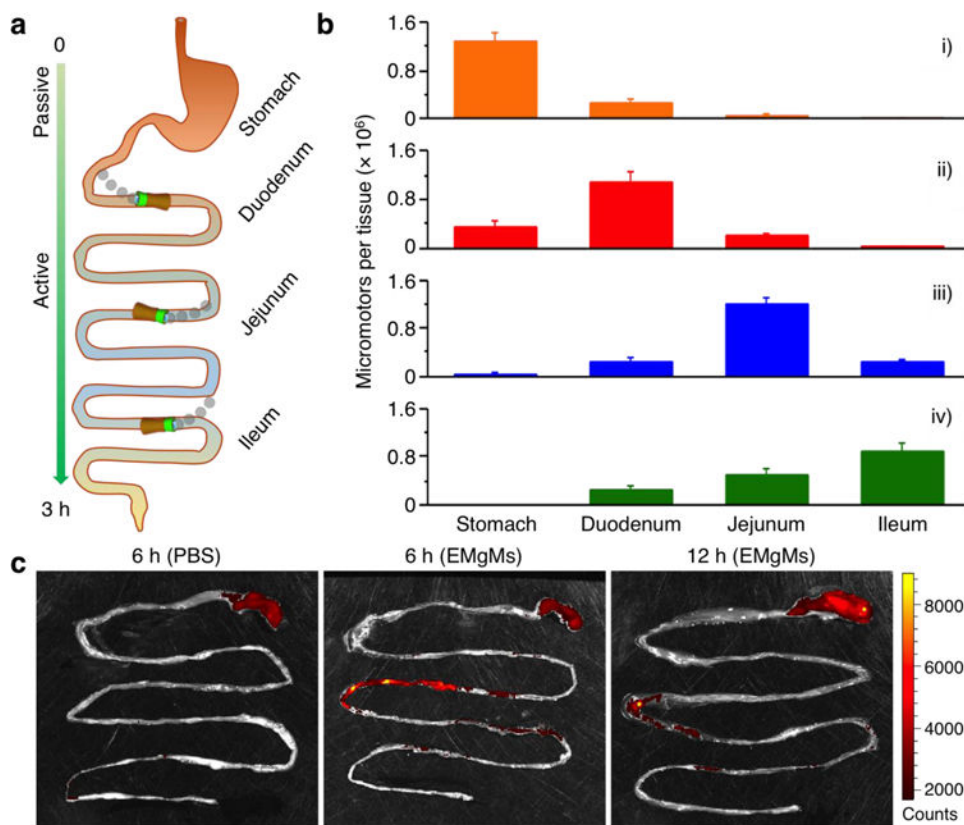 a
0
Passive
Active
3 h
Stomach
Duodenum
Jejunum
Ileum
b
Micromotors per tissue (× 10⁶)
1.6
0.8
0
i)
1.6
0.8
0
ii)
1.6
0.8
0
iii)
1.6
0.8
0
iv)
Stomach Duodenum Jejunum Ileum
c
6 h (PBS) 6 h (EMgMs) 12 h (EMgMs)
8000
6000
4000
2000
Counts